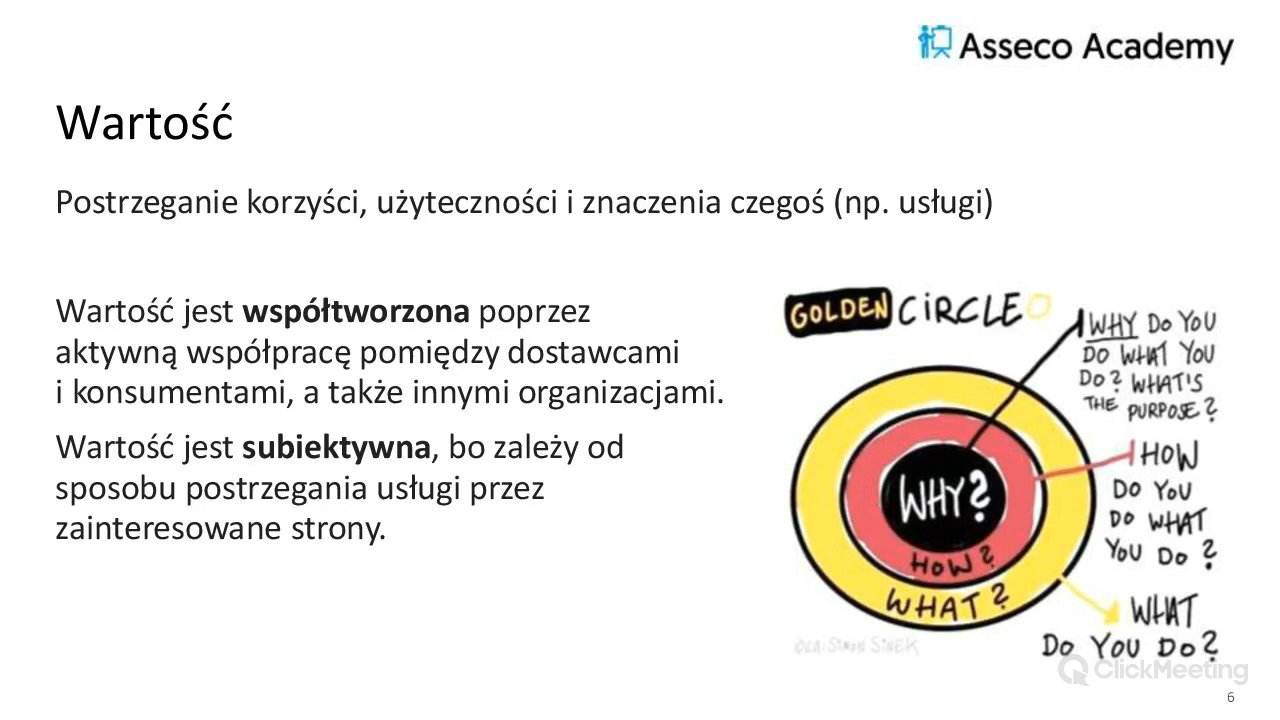 Asseco Academy
Wartość
Postrzeganie korzyści, użyteczności i znaczenia czegoś (np. usługi)
Wartość jest współtworzona poprzez
aktywną współpracę pomiędzy dostawcami
i konsumentami, a także innymi organizacjami.
Wartość jest subiektywna, bo zależy od
sposobu postrzegania usługi przez
zainteresowane strony.
GOLDEN CIRCLE
WHY DO YOU
DO WHAT YOU
DO? WHAT'S
THE PURPOSE?
HOW
DO YOU
DO WHAT
YOU DO?
WHAT
DO YOU DO?
WHY?
HOW?
WHAT?
SIMON SINEK
ClickMeeting
6